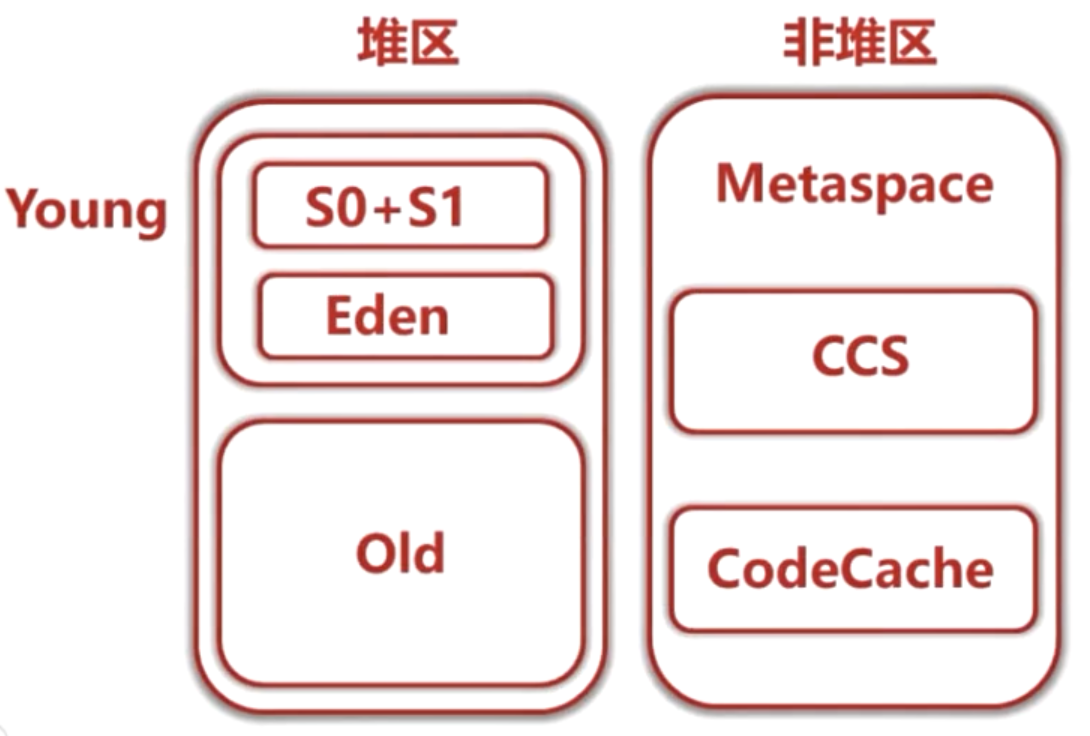 堆区
非堆区
Young
S0+S1
Eden
Old
Metaspace
CCS
CodeCache